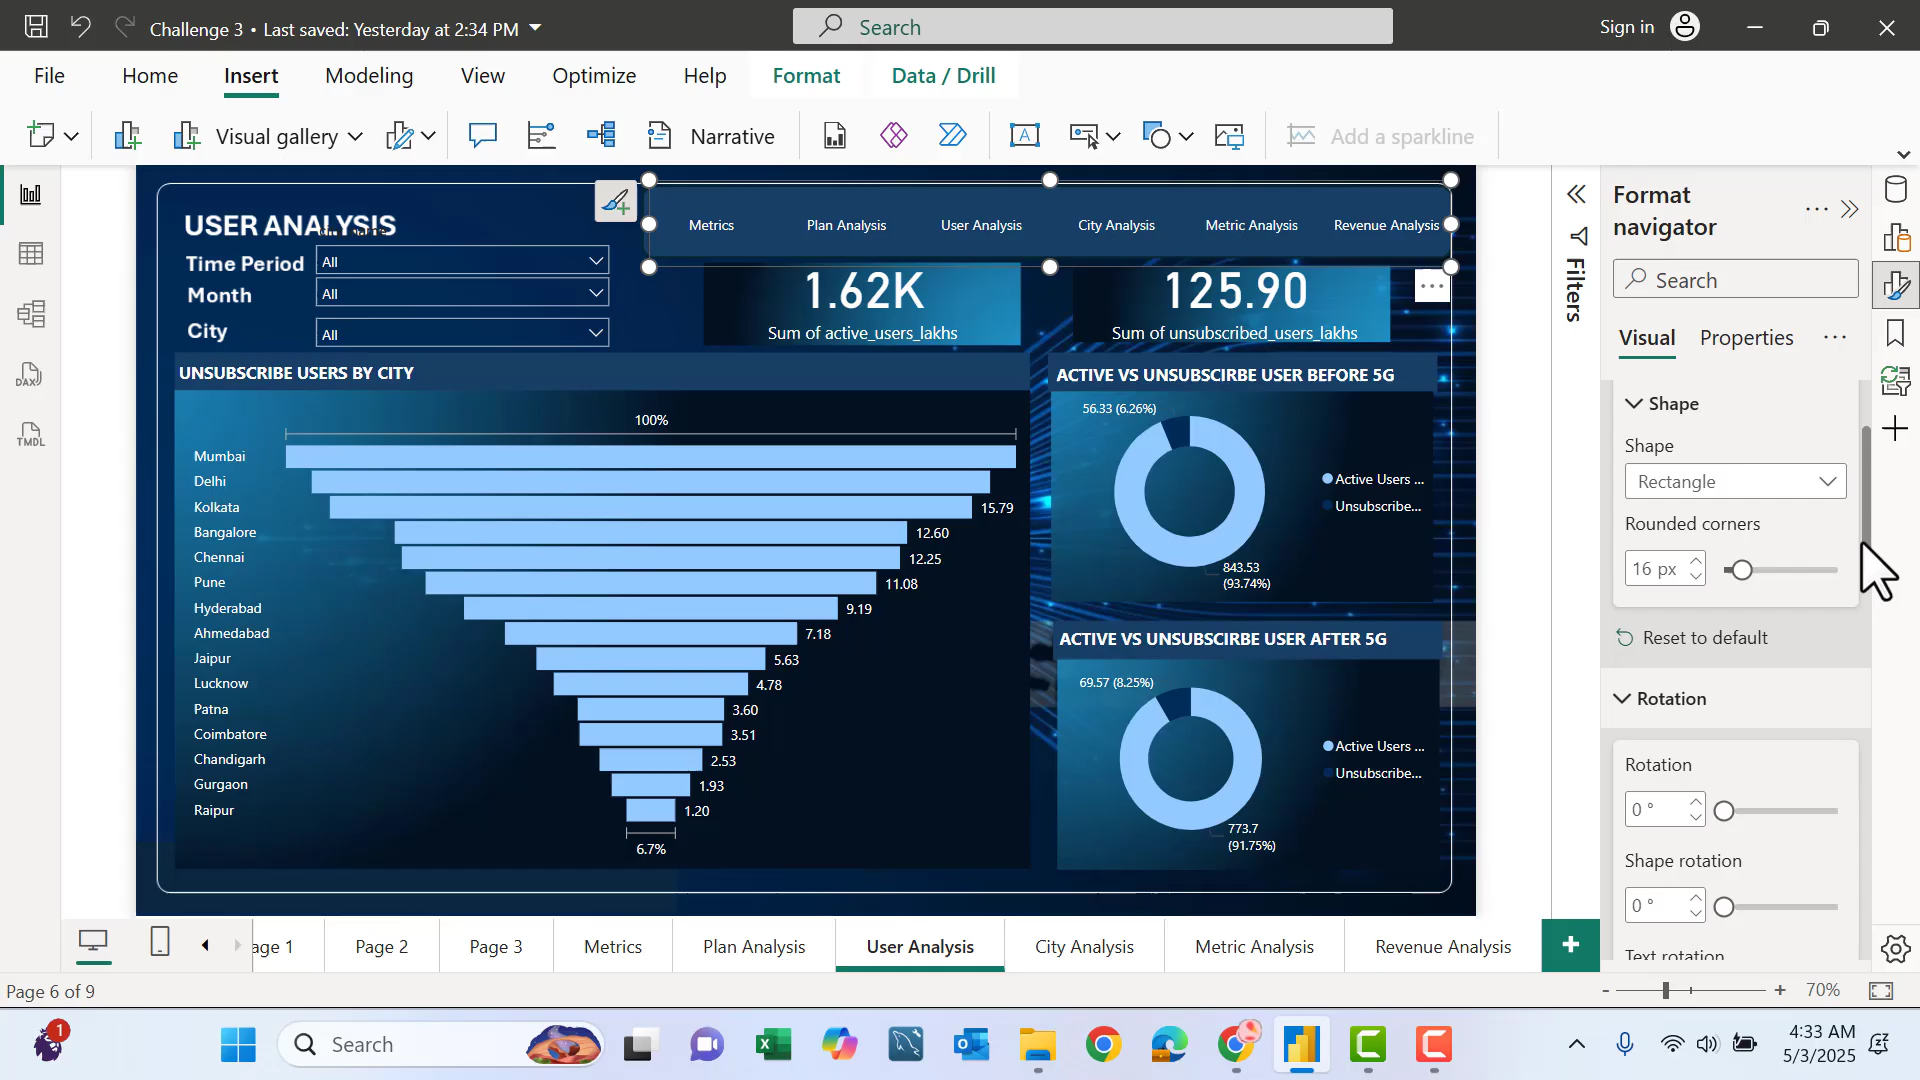 Challenge 3 • Last saved: Yesterday at 2:34 PM
Search
Sign in
File Home Insert Modeling View Optimize Help Format Data / Drill
Visual gallery
Narrative
Add a sparkline
USER ANALYSIS
Time Period All
Month All
City All
Metrics Plan Analysis User Analysis City Analysis Metric Analysis Revenue Analysis
1.62K
Sum of active_users_lakhs
125.90
Sum of unsubscribed_users_lakhs
UNSUBSCRIBE USERS BY CITY
100%
Mumbai
Delhi
Kolkata 15.79
Bangalore 12.60
Chennai 12.25
Pune 11.08
Hyderabad 9.19
Ahmedabad 7.18
Jaipur 5.63
Lucknow 4.78
Patna 3.60
Coimbatore 3.51
Chandigarh 2.53
Gurgaon 1.93
Raipur 1.20
6.7%
ACTIVE VS UNSUBSCIRBE USER BEFORE 5G
56.33 (6.26%)
Active Users ...
Unsubscribe...
843.53
(93.74%)
ACTIVE VS UNSUBSCIRBE USER AFTER 5G
69.57 (8.25%)
Active Users ...
Unsubscribe...
773.7
(91.75%)
Filters
Format
navigator
Search
Visual Properties
Shape
Shape
Rectangle
Rounded corners
16 px
Reset to default
Rotation
Rotation
0 °
Shape rotation
0 °
Text rotation
DAX
TMDL
age 1 Page 2 Page 3 Metrics Plan Analysis User Analysis City Analysis Metric Analysis Revenue Analysis
Page 6 of 9
- + 70%
1
Search
4:33 AM
5/3/2025